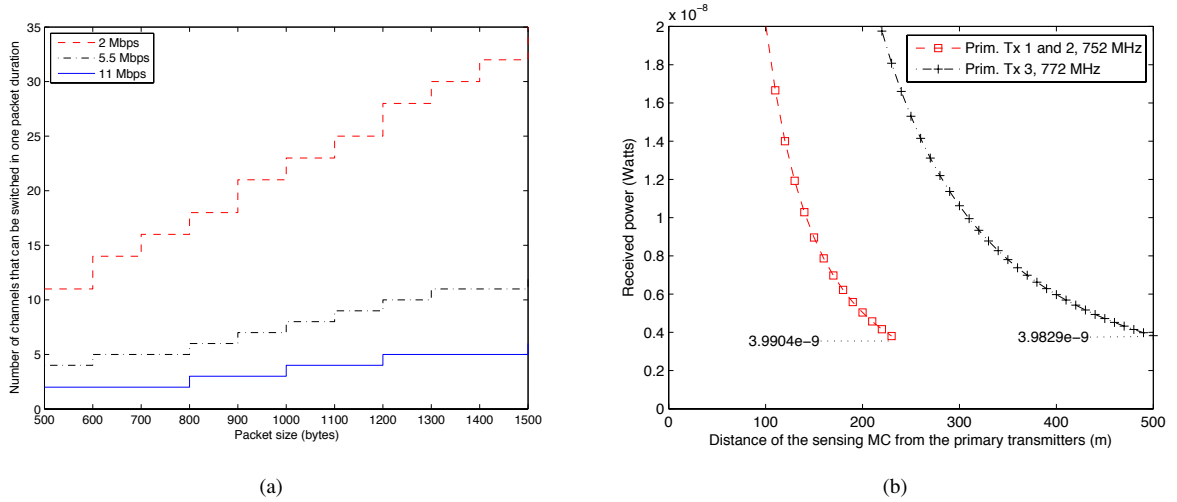 35
30
25
20
15
10
5
0
Number of channels that can be switched in one packet duration
2 Mbps
5.5 Mbps
11 Mbps
500 600 700 800 900 1000 1100 1200 1300 1400 1500
Packet size (bytes)
(a)
x 10⁻⁸
2
1.8
1.6
1.4
1.2
1
0.8
0.6
0.4
0.2
0
Received power (Watts)
Prim. Tx 1 and 2, 752 MHz
Prim. Tx 3, 772 MHz
3.9904e−9
3.9829e−9
0 100 200 300 400 500
Distance of the sensing MC from the primary transmitters (m)
(b)